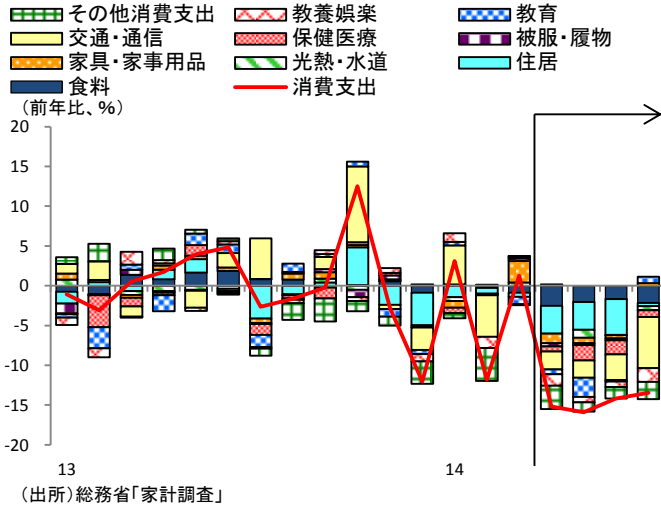 その他消費支出 教養娯楽 教育
交通・通信 保健医療 被服・履物
家具・家事用品 光熱・水道 住居
食料 消費支出
(前年比、%)
20
15
10
5
0
-5
-10
-15
-20
13 14
(出所)総務省「家計調査」